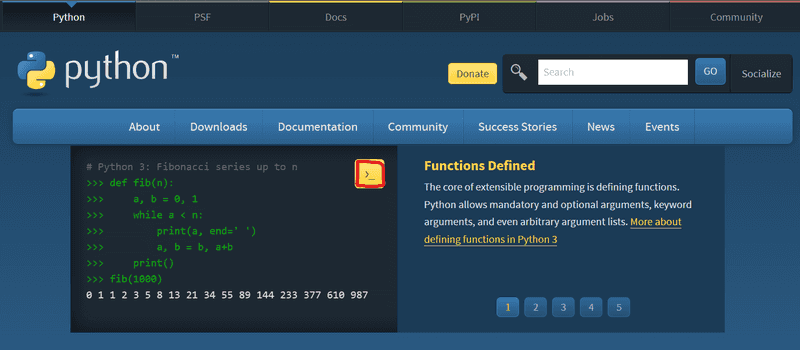 Python PSF Docs PyPI Jobs Community
python™ Donate Search GO Socialize
About Downloads Documentation Community Success Stories News Events
# Python 3: Fibonacci series up to n
>>> def fib(n):
>>>     a, b = 0, 1
>>>     while a < n:
>>>         print(a, end=' ')
>>>         a, b = b, a+b
>>>     print()
>>> fib(1000)
0 1 1 2 3 5 8 13 21 34 55 89 144 233 377 610 987
>_
Functions Defined
The core of extensible programming is defining functions.
Python allows mandatory and optional arguments, keyword
arguments, and even arbitrary argument lists. More about
defining functions in Python 3
1 2 3 4 5